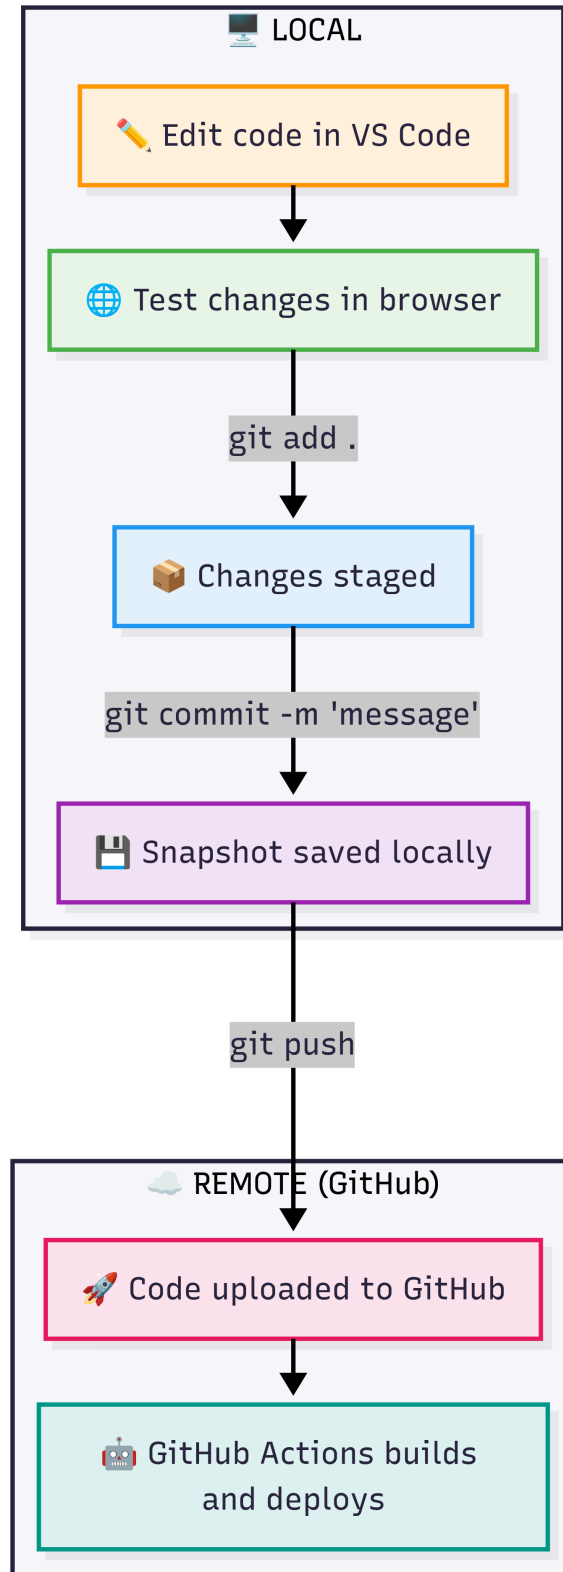 🖥️ LOCAL
✏️ Edit code in VS Code
🌐 Test changes in browser
git add .
📦 Changes staged
git commit -m 'message'
💾 Snapshot saved locally
git push
☁️ REMOTE (GitHub)
🚀 Code uploaded to GitHub
🤖 GitHub Actions builds
and deploys